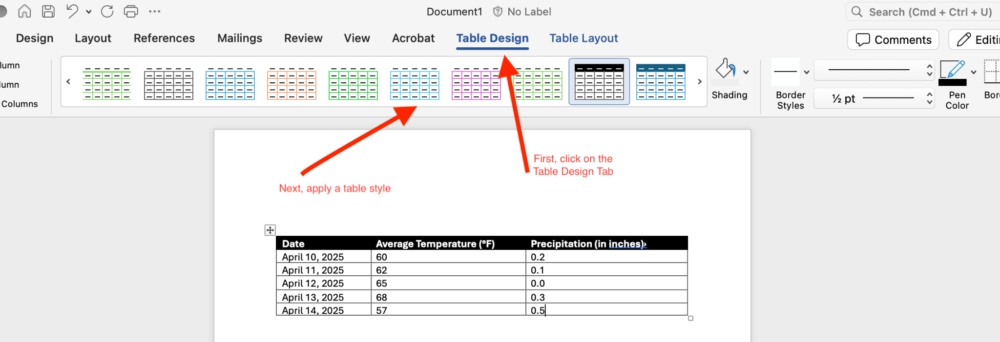 Document1 No Label Search (Cmd + Ctrl + U)
Design Layout References Mailings Review View Acrobat Table Design Table Layout Comments Editi
lumn
lumn
Columns
Shading
Border
Styles
½ pt
Pen
Color
Bor
First, click on the
Table Design Tab
Next, apply a table style
Date Average Temperature (°F) Precipitation (in inches)
April 10, 2025 60 0.2
April 11, 2025 62 0.1
April 12, 2025 65 0.0
April 13, 2025 68 0.3
April 14, 2025 57 0.5